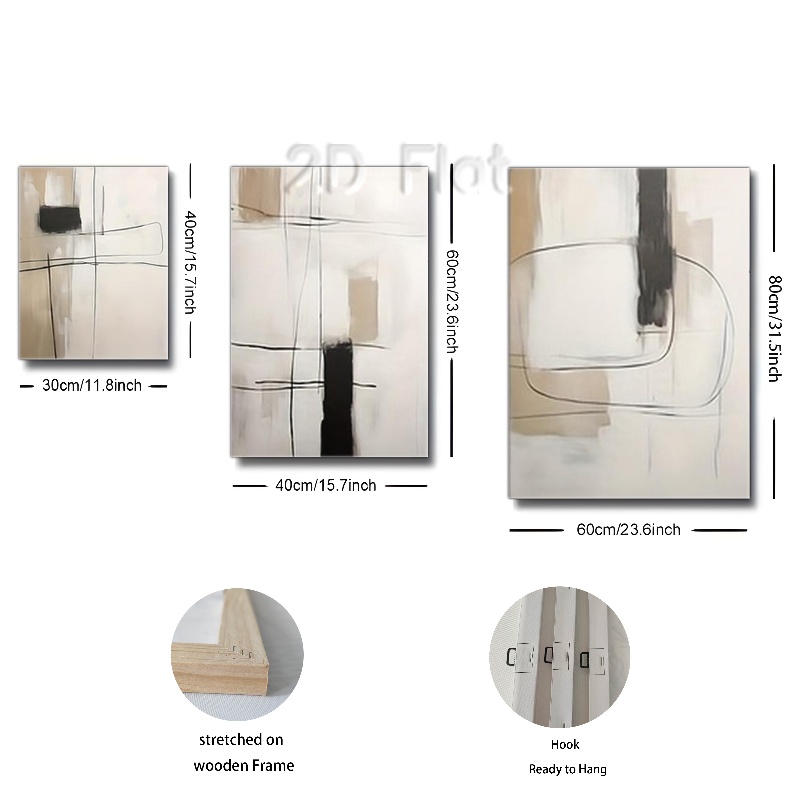 2D Flat
40cm/15.7inch
30cm/11.8inch
60cm/23.6inch
40cm/15.7inch
80cm/31.5inch
60cm/23.6inch
stretched on
wooden Frame
Hook
Ready to Hang